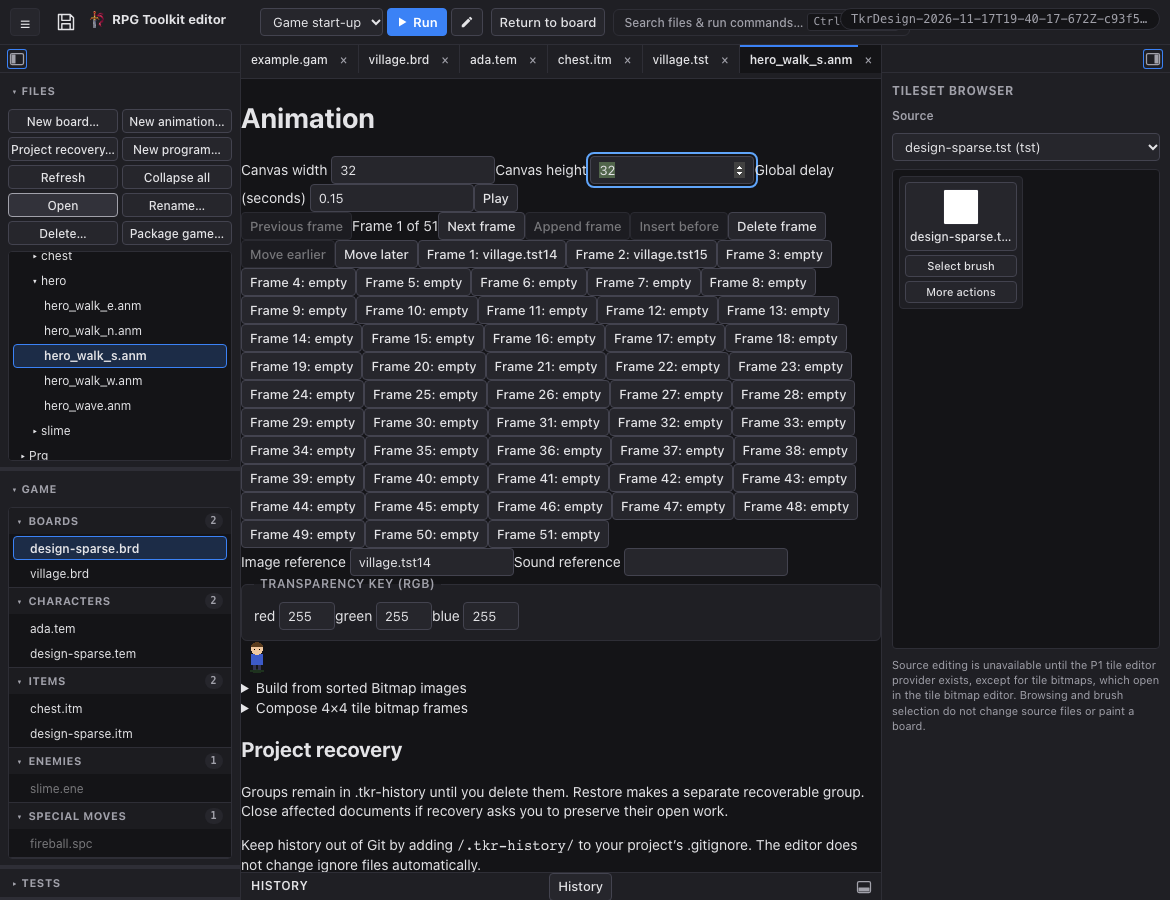 RPG Toolkit editor
Game start-up
Run
Return to board
Search files & run commands... Ctrl
TkrDesign-2026-11-17T19-40-17-672Z-c93f5…
FILES
New board...
New animation...
Project recovery...
New program...
Refresh
Collapse all
Open
Rename...
Delete...
Package game...
chest
hero
hero_walk_e.anm
hero_walk_n.anm
hero_walk_s.anm
hero_walk_w.anm
hero_wave.anm
slime
Prg
GAME
BOARDS 2
design-sparse.brd
village.brd
CHARACTERS 2
ada.tem
design-sparse.tem
ITEMS 2
chest.itm
design-sparse.itm
ENEMIES 1
slime.ene
SPECIAL MOVES 1
fireball.spc
TESTS
example.gam ×
village.brd ×
ada.tem ×
chest.itm ×
village.tst ×
hero_walk_s.anm ×
Animation
Canvas width 32 Canvas height 32 Global delay
(seconds) 0.15 Play
Previous frame Frame 1 of 51 Next frame Append frame Insert before Delete frame
Move earlier Move later Frame 1: village.tst14 Frame 2: village.tst15 Frame 3: empty
Frame 4: empty Frame 5: empty Frame 6: empty Frame 7: empty Frame 8: empty
Frame 9: empty Frame 10: empty Frame 11: empty Frame 12: empty Frame 13: empty
Frame 14: empty Frame 15: empty Frame 16: empty Frame 17: empty Frame 18: empty
Frame 19: empty Frame 20: empty Frame 21: empty Frame 22: empty Frame 23: empty
Frame 24: empty Frame 25: empty Frame 26: empty Frame 27: empty Frame 28: empty
Frame 29: empty Frame 30: empty Frame 31: empty Frame 32: empty Frame 33: empty
Frame 34: empty Frame 35: empty Frame 36: empty Frame 37: empty Frame 38: empty
Frame 39: empty Frame 40: empty Frame 41: empty Frame 42: empty Frame 43: empty
Frame 44: empty Frame 45: empty Frame 46: empty Frame 47: empty Frame 48: empty
Frame 49: empty Frame 50: empty Frame 51: empty
Image reference village.tst14 Sound reference
TRANSPARENCY KEY (RGB)
red 255 green 255 blue 255
Build from sorted Bitmap images
Compose 4×4 tile bitmap frames
Project recovery
Groups remain in .tkr-history until you delete them. Restore makes a separate recoverable group.
Close affected documents if recovery asks you to preserve their open work.
Keep history out of Git by adding /.tkr-history/ to your project's .gitignore. The editor does
not change ignore files automatically.
HISTORY
History
TILESET BROWSER
Source
design-sparse.tst (tst)
design-sparse.t...
Select brush
More actions
Source editing is unavailable until the P1 tile editor
provider exists, except for tile bitmaps, which open
in the tile bitmap editor. Browsing and brush
selection do not change source files or paint a
board.